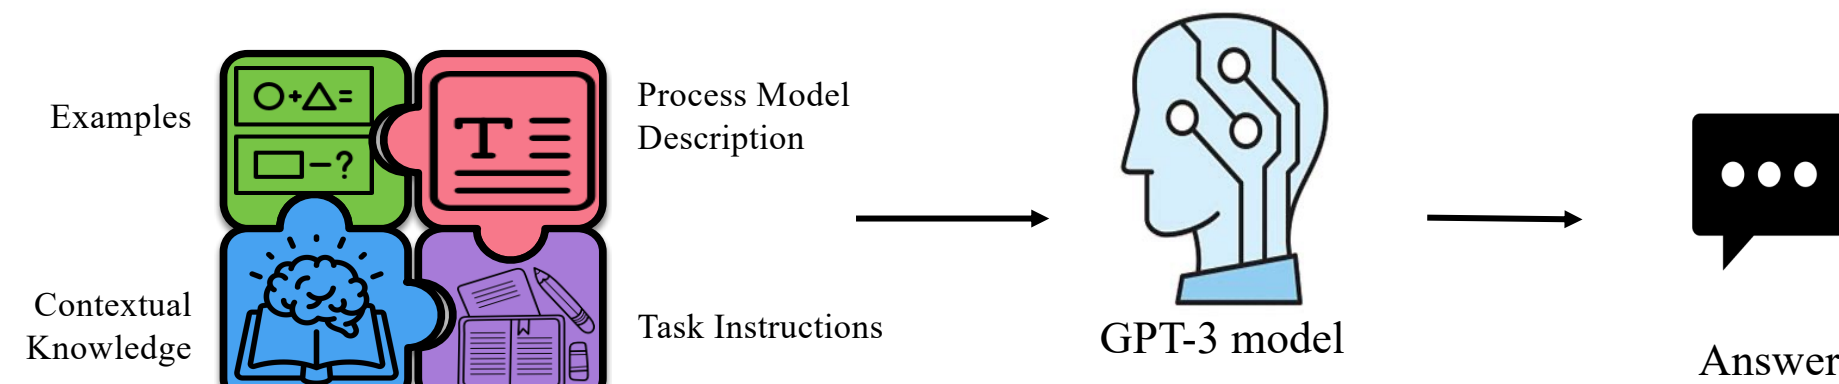 Examples
Process Model
Description
Contextual
Knowledge
Task Instructions
GPT-3 model
Answer
T
+ =
- ?